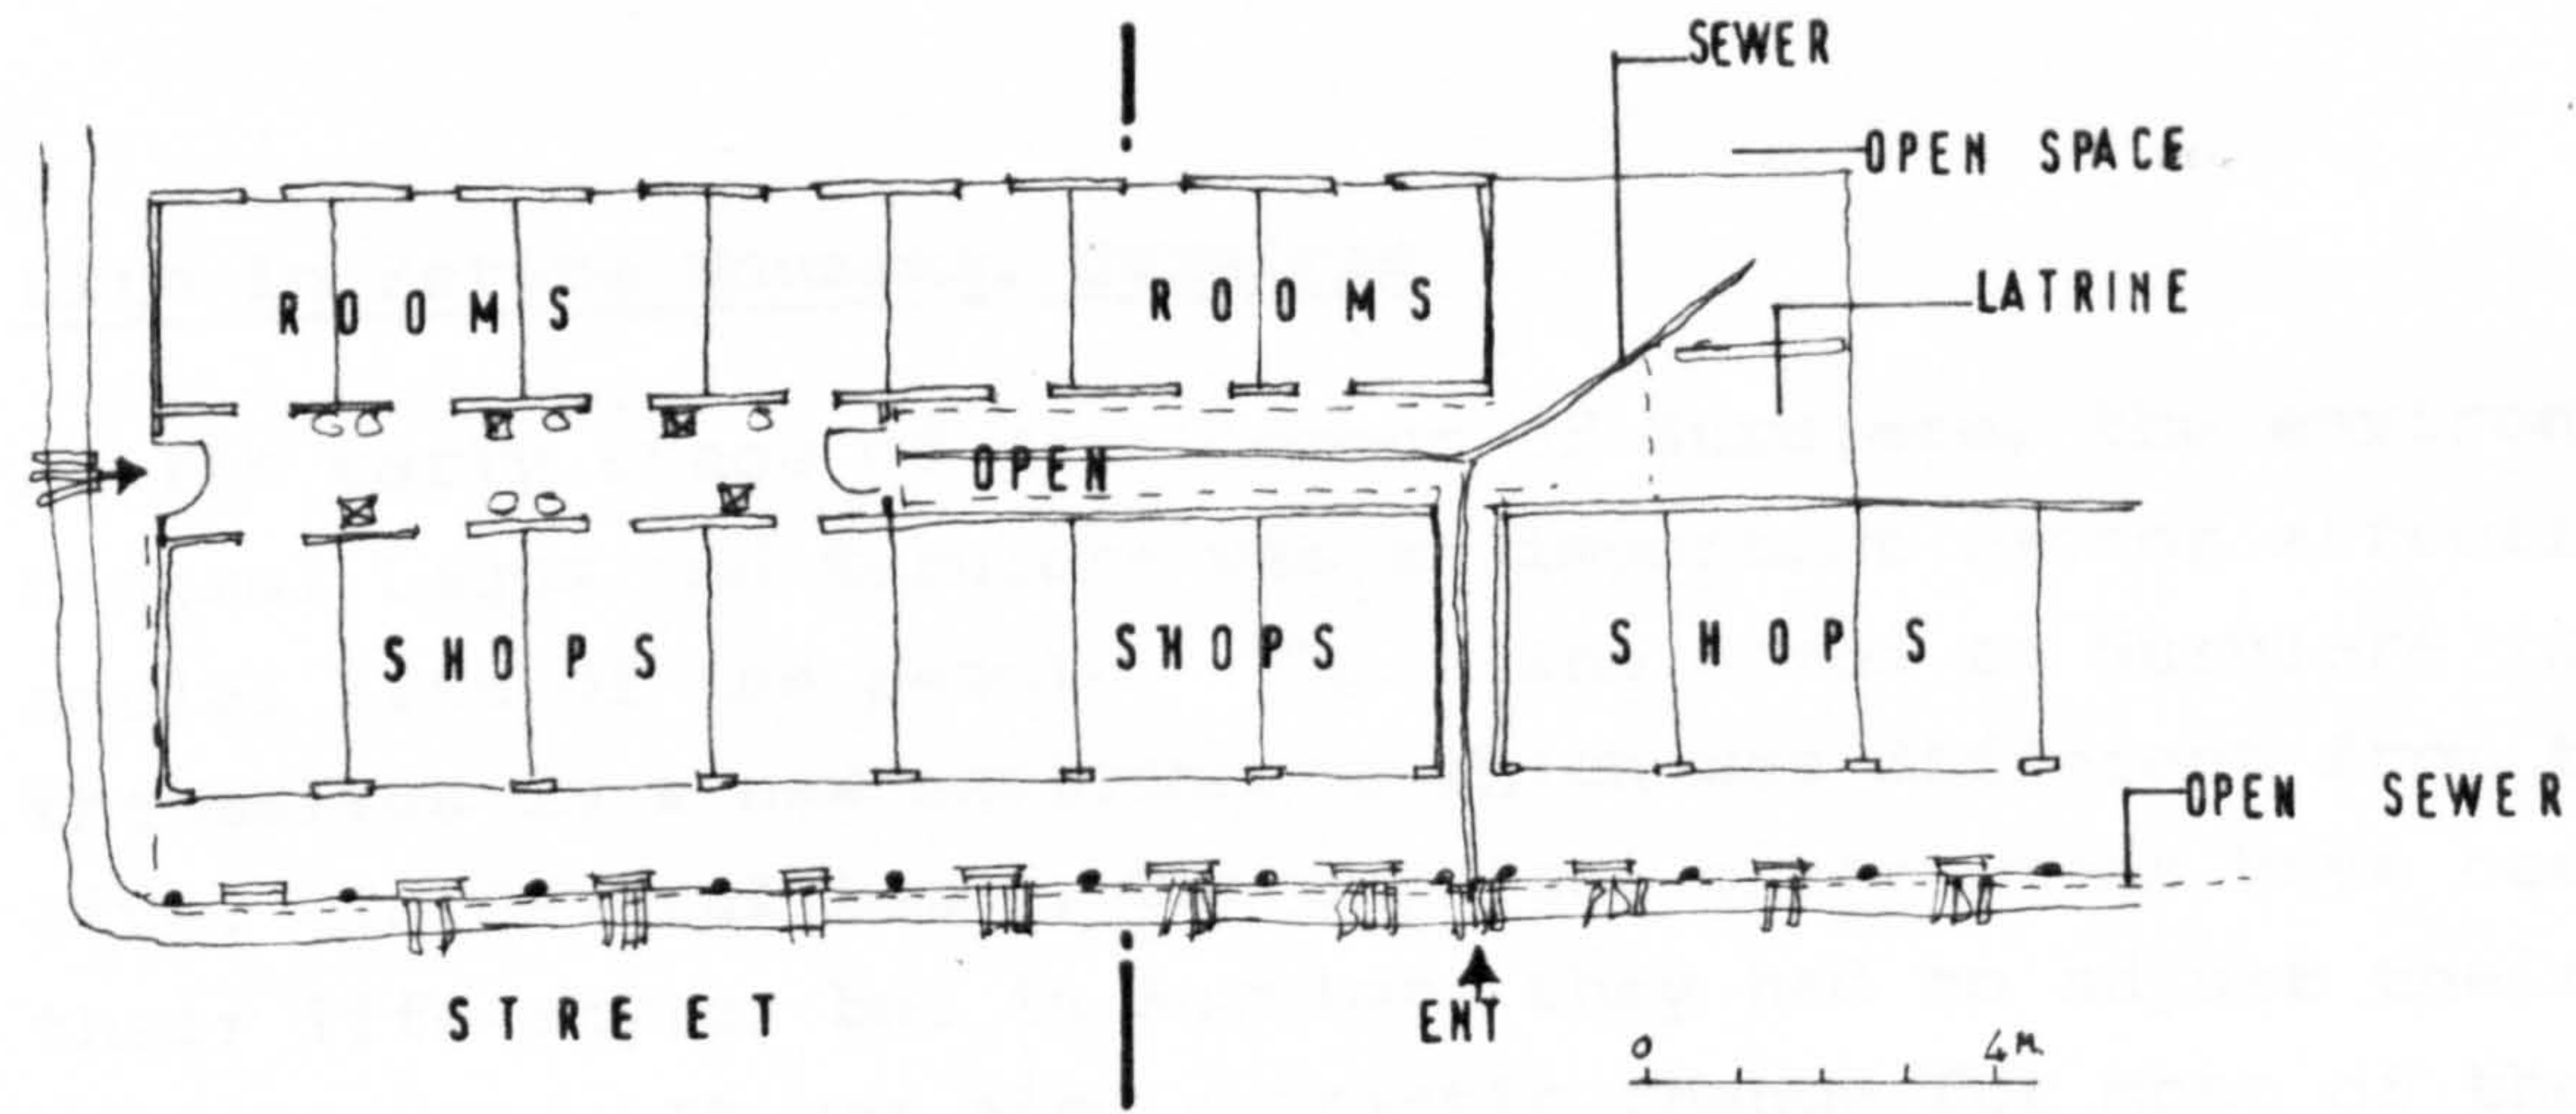 SEWER
OPEN SPACE
LATRINE
ROOMS
ROOMS
OPEN
SHOPS
SHOPS
SHOPS
OPEN SEWER
STREET
ENT
0 4M